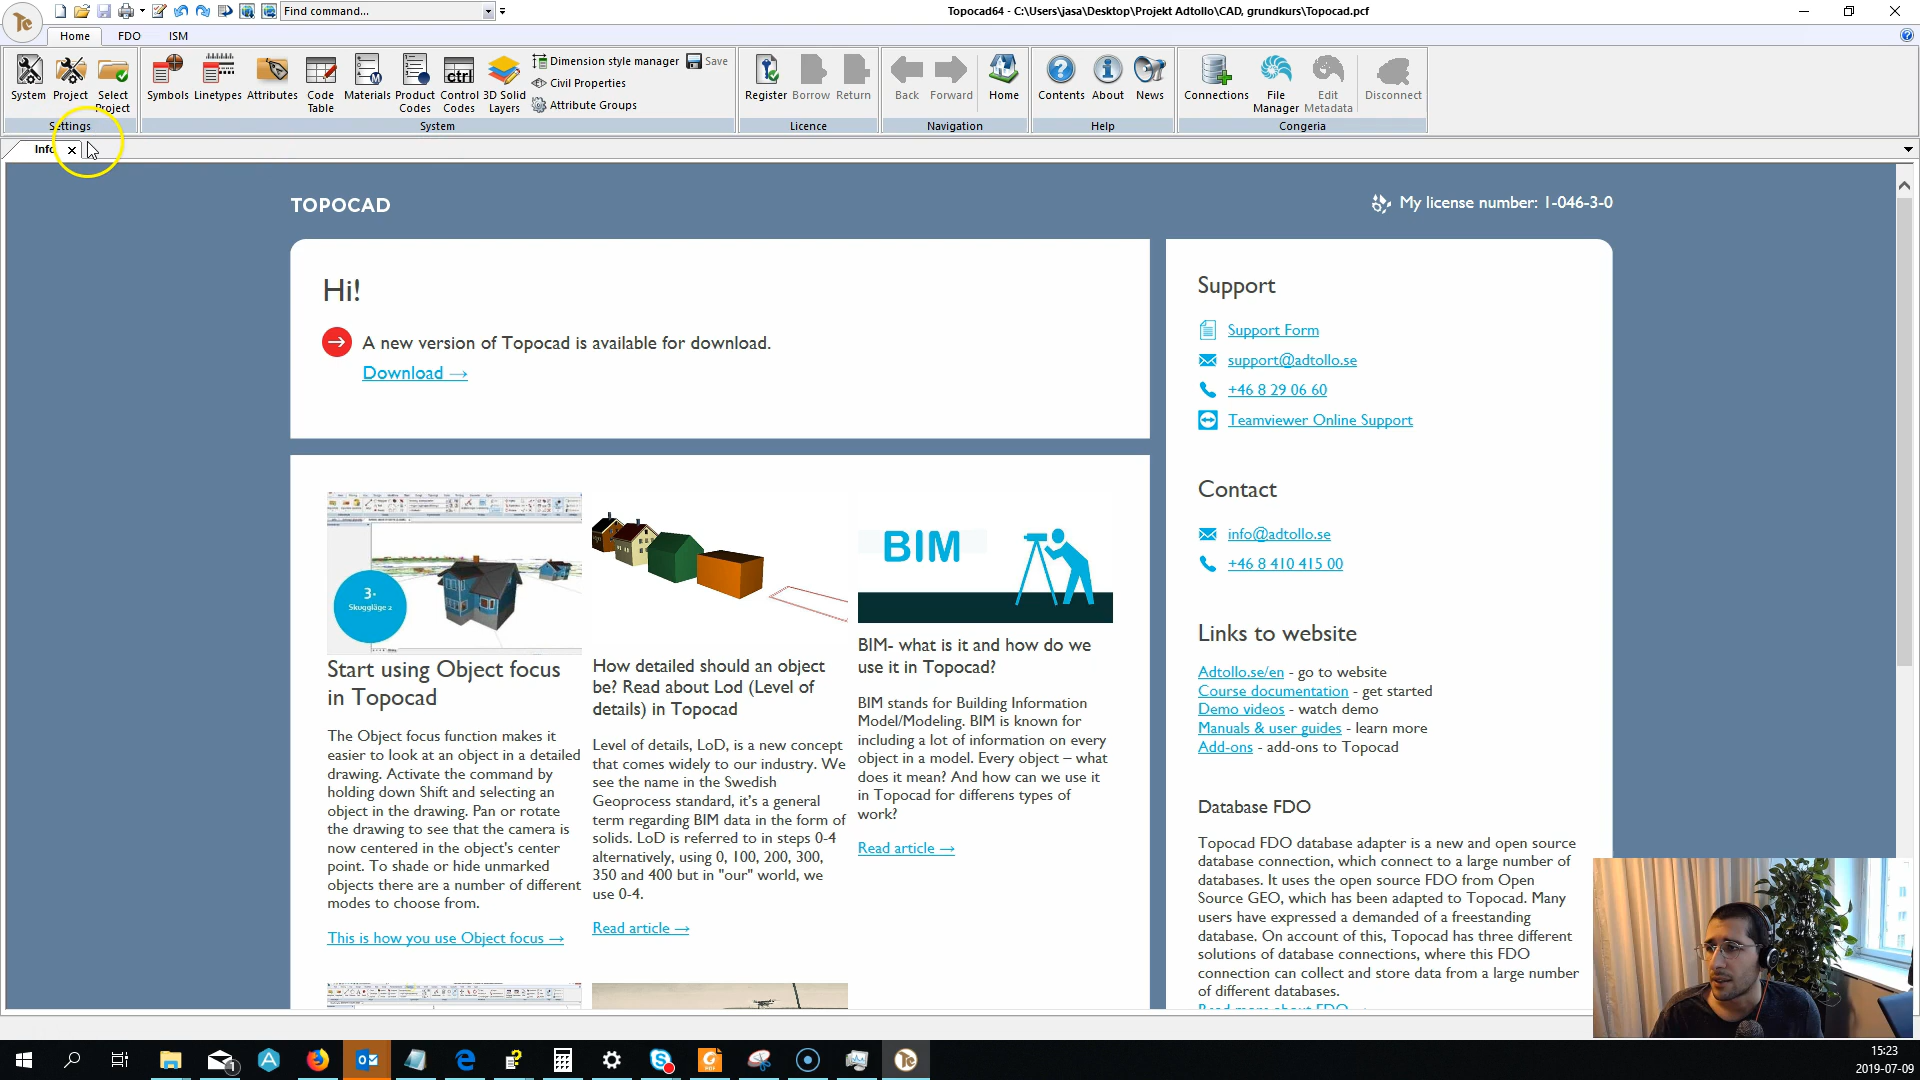 Find command...
Topocad64 - C:\Users\jasa\Desktop\Projekt Adtollo\CAD, grundkurs\Topocad.pcf
Tc
Home
FDO
ISM
System
Project
Select Project
Settings
Symbols
Linetypes
Attributes
Code Table
Materials
Product Codes
ctrl
Control Codes
3D Solid Layers
Dimension style manager
Save
Civil Properties
Attribute Groups
System
Register
Borrow
Return
Licence
Back
Forward
Home
Navigation
Contents
About
News
Help
Connections
File Manager
Edit Metadata
Disconnect
Congeria
Info
TOPOCAD
My license number: 1-046-3-0
Hi!
A new version of Topocad is available for download.
Download →
3-
Skuggläge 2
Start using Object focus
in Topocad
The Object focus function makes it
easier to look at an object in a detailed
drawing. Activate the command by
holding down Shift and selecting an
object in the drawing. Pan or rotate
the drawing to see that the camera is
now centered in the object's center
point. To shade or hide unmarked
objects there are a number of different
modes to choose from.
This is how you use Object focus →
How detailed should an object
be? Read about Lod (Level of
details) in Topocad
Level of details, LoD, is a new concept
that comes widely to our industry. We
see the name in the Swedish
Geoprocess standard, it's a general
term regarding BIM data in the form of
solids. LoD is referred to in steps 0-4
alternatively, using 0, 100, 200, 300,
350 and 400 but in "our" world, we
use 0-4.
Read article →
BIM
BIM- what is it and how do we
use it in Topocad?
BIM stands for Building Information
Model/Modeling. BIM is known for
including a lot of information on every
object in a model. Every object – what
does it mean? And how can we use it
in Topocad for differens types of
work?
Read article →
Support
Support Form
support@adtollo.se
+46 8 29 06 60
Teamviewer Online Support
Contact
info@adtollo.se
+46 8 410 415 00
Links to website
Adtollo.se/en - go to website
Course documentation - get started
Demo videos - watch demo
Manuals & user guides - learn more
Add-ons - add-ons to Topocad
Database FDO
Topocad FDO database adapter is a new and open source
database connection, which connect to a large number of
databases. It uses the open source FDO from Open
Source GEO, which has been adapted to Topocad. Many
users have expressed a demanded of a freestanding
database. On account of this, Topocad has three different
solutions of database connections, where this FDO
connection can collect and store data from a large number
of different databases.
Read more about FDO
15:23
2019-07-09